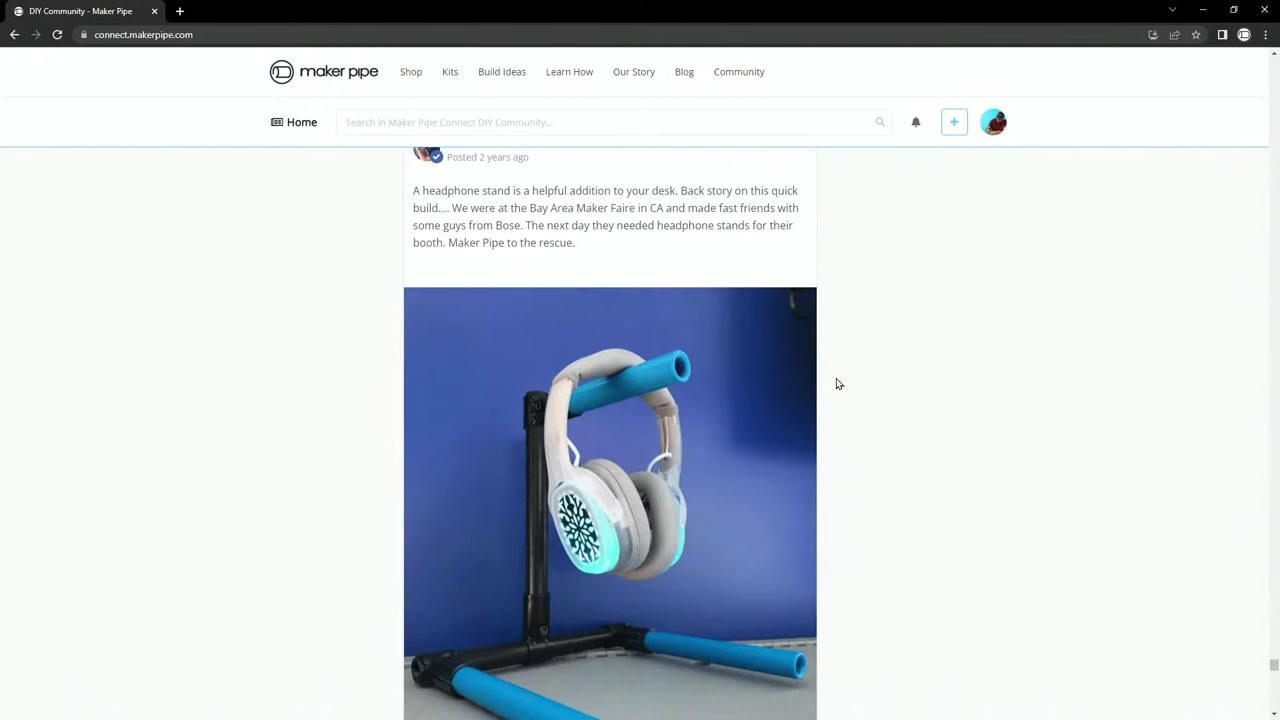 DIY Community - Maker Pipe
connect.makerpipe.com
maker pipe Shop Kits Build Ideas Learn How Our Story Blog Community
Home Search in Maker Pipe Connect DIY Community...
Posted 2 years ago
A headphone stand is a helpful addition to your desk. Back story on this quick
build.... We were at the Bay Area Maker Faire in CA and made fast friends with
some guys from Bose. The next day they needed headphone stands for their
booth. Maker Pipe to the rescue.